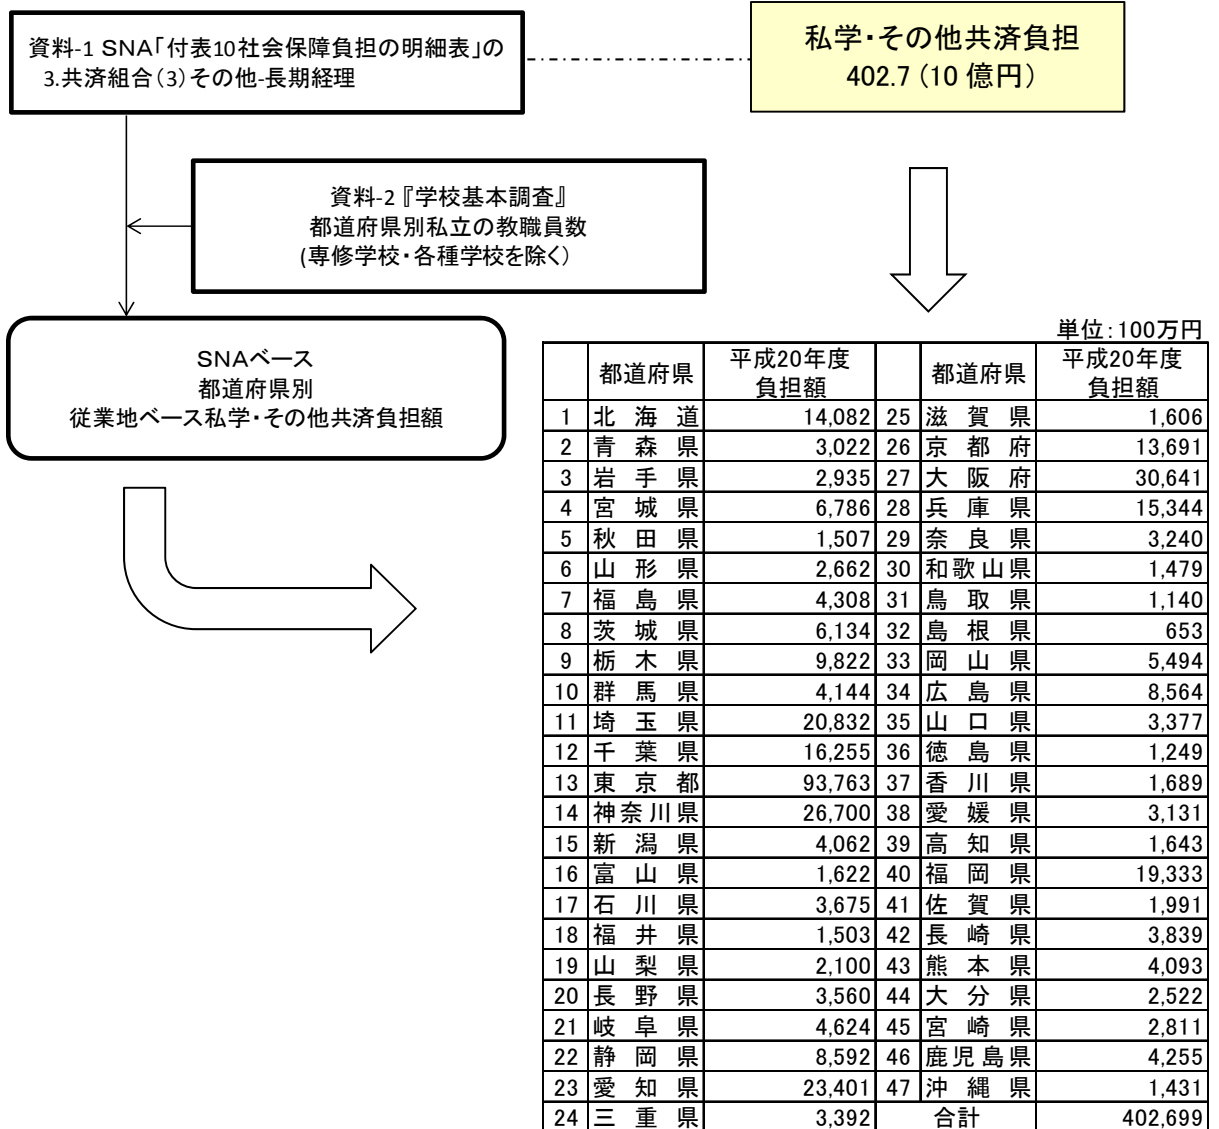 資料-1 SNA「付表10社会保障負担の明細表」の
3.共済組合(3)その他-長期経理
私学・その他共済負担
402.7(10 億円)
資料-2『学校基本調査』
都道府県別私立の教職員数
(専修学校・各種学校を除く)
SNAベース
都道府県別
従業地ベース私学・その他共済負担額
単位:100万円
都道府県 平成20年度負担額 都道府県 平成20年度負担額
1 北海道 14,082 25 滋賀県 1,606
2 青森県 3,022 26 京都府 13,691
3 岩手県 2,935 27 大阪府 30,641
4 宮城県 6,786 28 兵庫県 15,344
5 秋田県 1,507 29 奈良県 3,240
6 山形県 2,662 30 和歌山県 1,479
7 福島県 4,308 31 鳥取県 1,140
8 茨城県 6,134 32 島根県 653
9 栃木県 9,822 33 岡山県 5,494
10 群馬県 4,144 34 広島県 8,564
11 埼玉県 20,832 35 山口県 3,377
12 千葉県 16,255 36 徳島県 1,249
13 東京都 93,763 37 香川県 1,689
14 神奈川県 26,700 38 愛媛県 3,131
15 新潟県 4,062 39 高知県 1,643
16 富山県 1,622 40 福岡県 19,333
17 石川県 3,675 41 佐賀県 1,991
18 福井県 1,503 42 長崎県 3,839
19 山梨県 2,100 43 熊本県 4,093
20 長野県 3,560 44 大分県 2,522
21 岐阜県 4,624 45 宮崎県 2,811
22 静岡県 8,592 46 鹿児島県 4,255
23 愛知県 23,401 47 沖縄県 1,431
24 三重県 3,392 合計 402,699